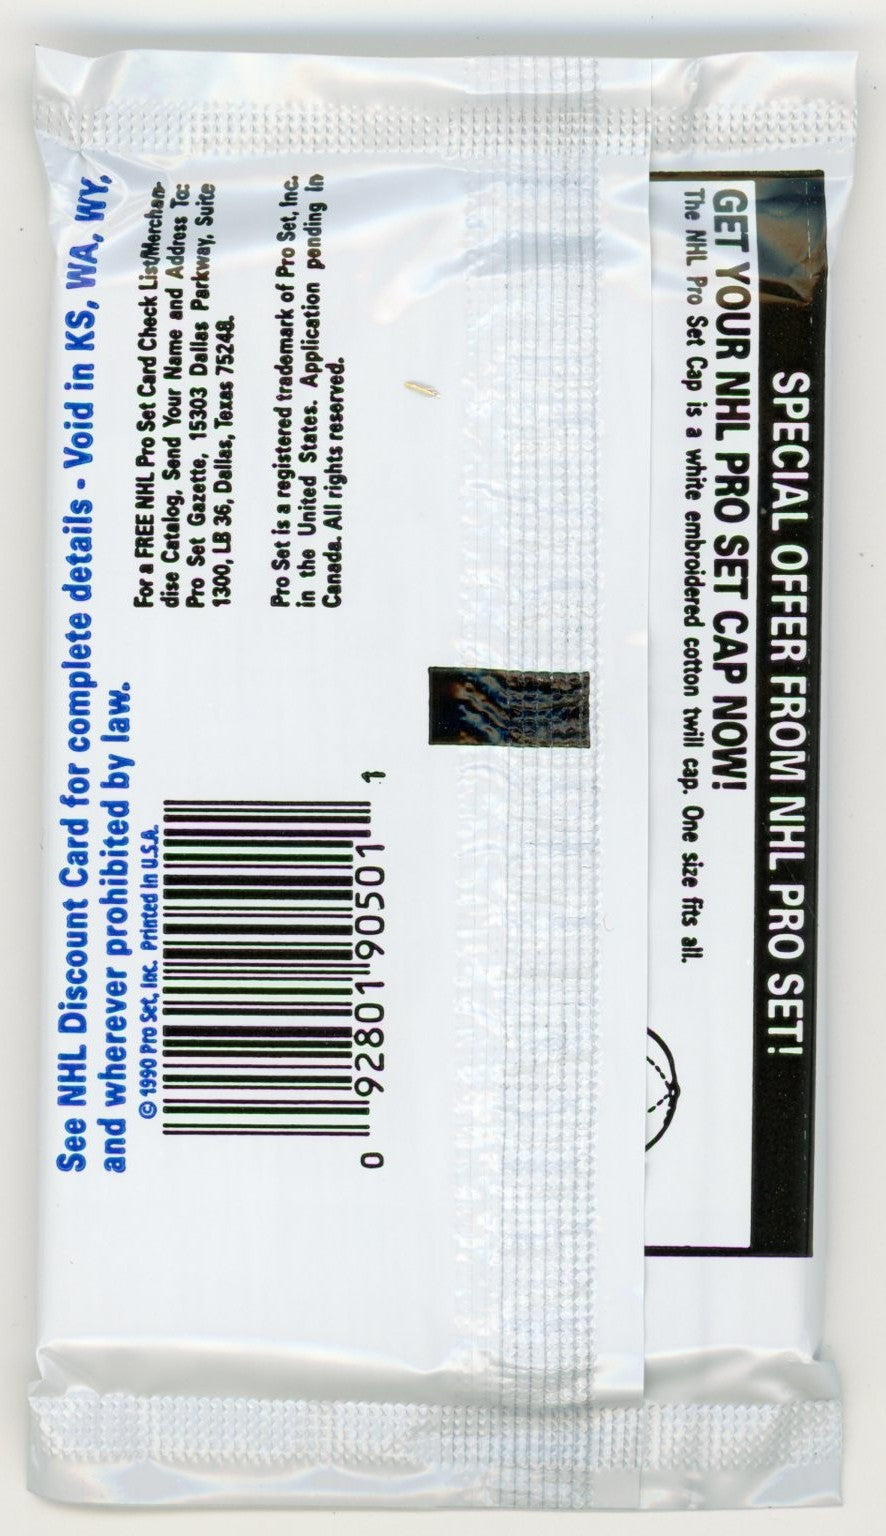 See NHL Discount Card for complete details - Void in KS, WA, WY,
and wherever prohibited by law.
© 1990 Pro Set, Inc. Printed in U.S.A.
For a FREE NHL Pro Set Card Check List/Merchan-
dise Catalog, Send Your Name and Address To:
Pro Set Gazette, 15303 Dallas Parkway, Suite
1300, LB 36, Dallas, Texas 75248.
Pro Set is a registered trademark of Pro Set, Inc.
in the United States. Application pending in
Canada. All rights reserved.
0 92801 90501 1
SPECIAL OFFER FROM NHL PRO SET!
GET YOUR NHL PRO SET CAP NOW!
The NHL Pro Set Cap is a white embroidered cotton twill cap. One size fits all.